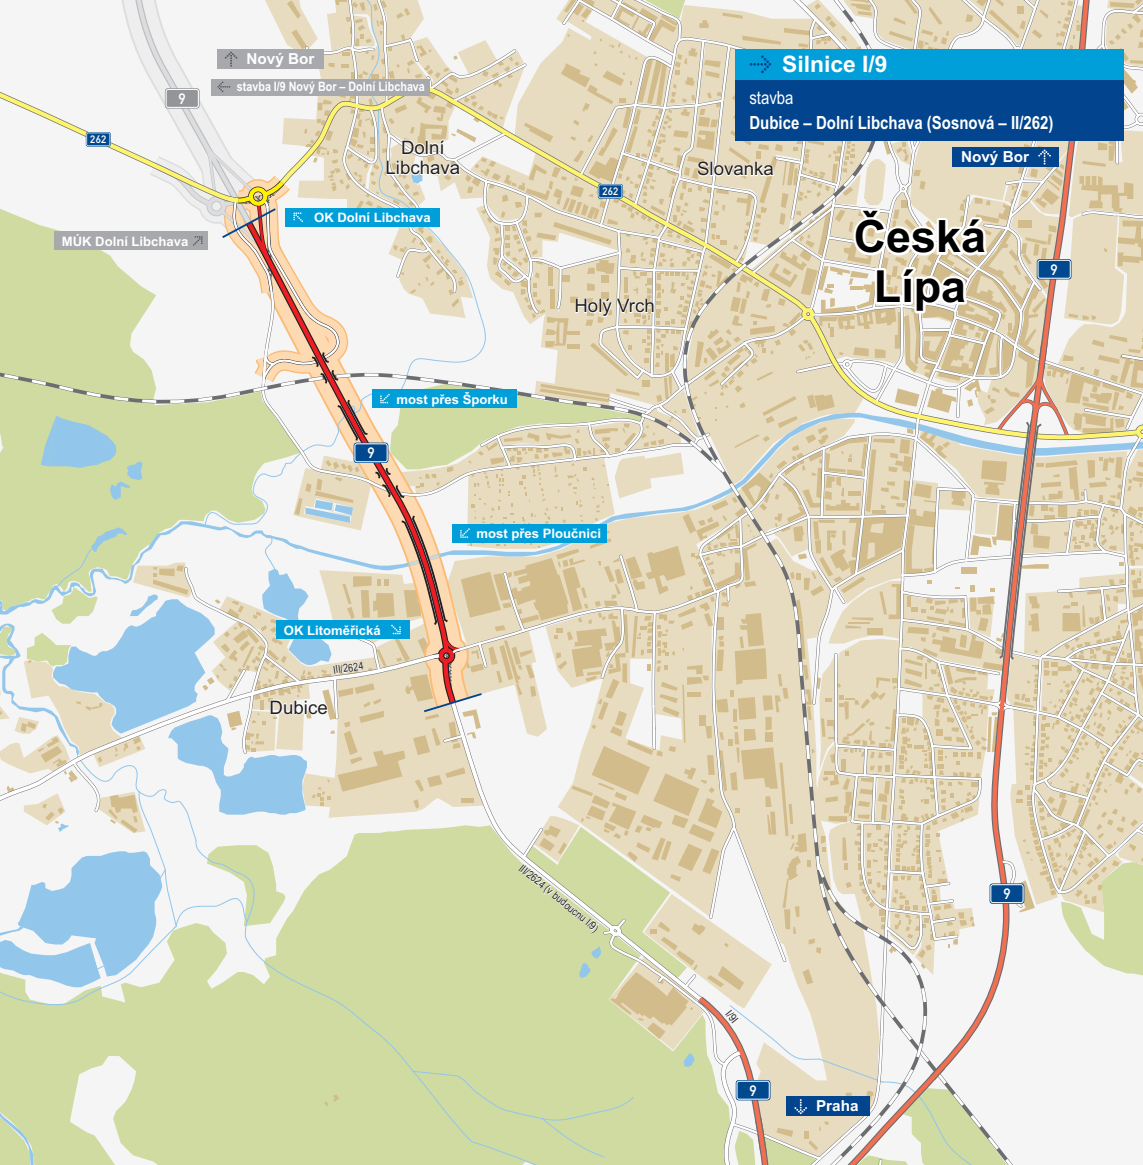 Nový Bor
stavba I/9 Nový Bor – Dolní Libchava
9
262
Silnice I/9
stavba
Dubice – Dolní Libchava (Sosnová – II/262)
Nový Bor
Dolní
Libchava
Slovanka
262
OK Dolní Libchava
MÚK Dolní Libchava
Česká
Lípa
9
Holý Vrch
most přes Šporku
9
most přes Ploučnici
OK Litoměřická
III/2624
Dubice
III/2624 (v budoucnu I/9)
9
I/9I
9
Praha